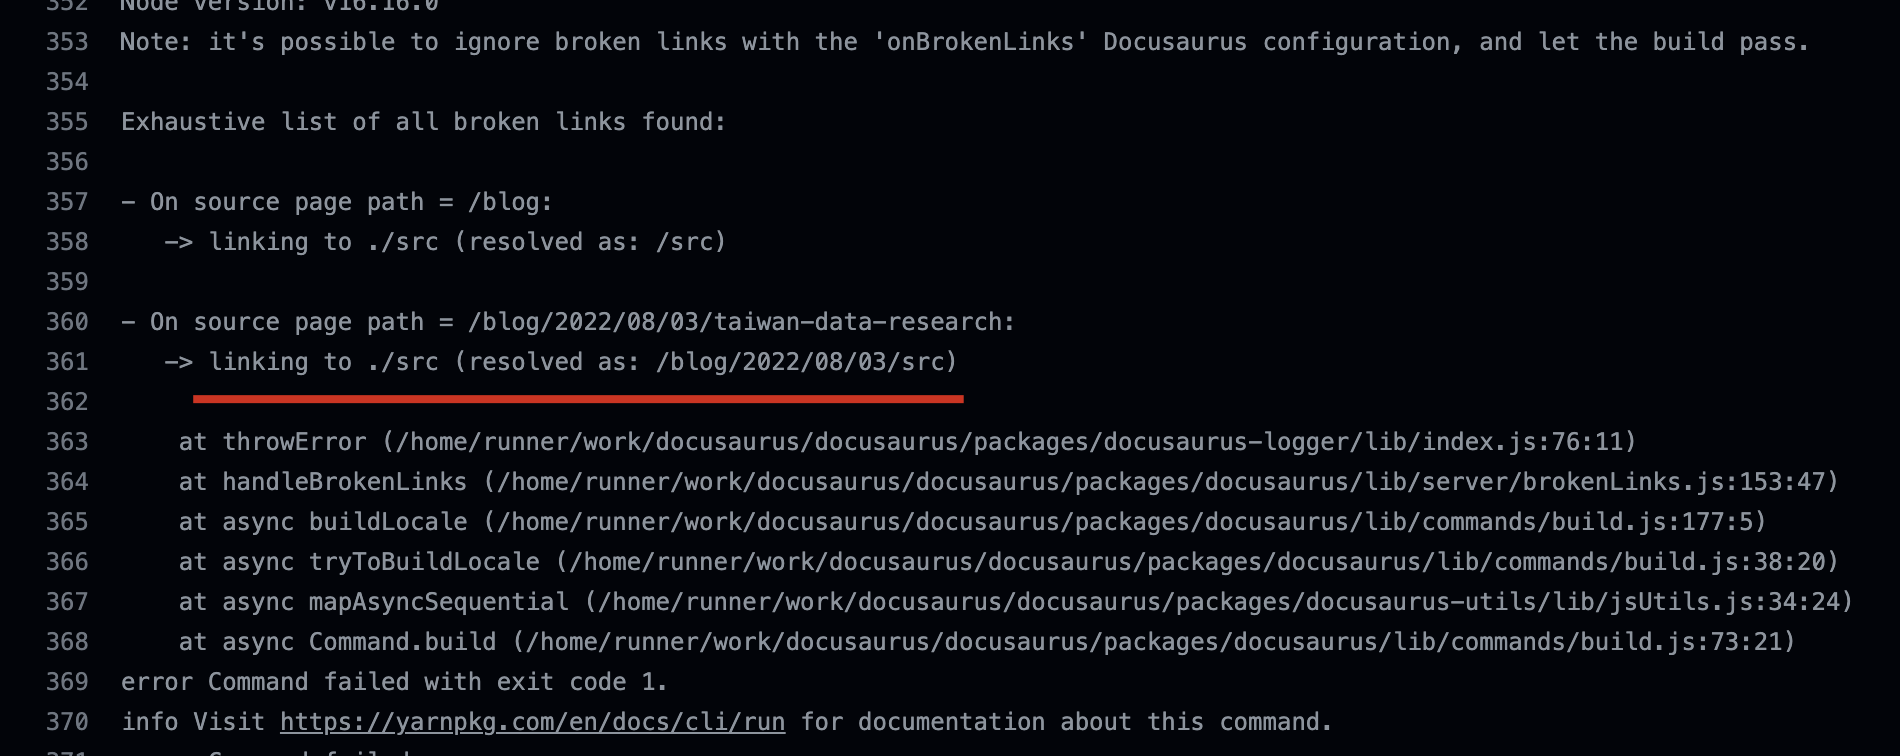 352 Node version: v16.16.0
353 Note: it's possible to ignore broken links with the 'onBrokenLinks' Docusaurus configuration, and let the build pass.
354
355 Exhaustive list of all broken links found:
356
357 - On source page path = /blog:
358    -> linking to ./src (resolved as: /src)
359
360 - On source page path = /blog/2022/08/03/taiwan-data-research:
361    -> linking to ./src (resolved as: /blog/2022/08/03/src)
362
363     at throwError (/home/runner/work/docusaurus/docusaurus/packages/docusaurus-logger/lib/index.js:76:11)
364     at handleBrokenLinks (/home/runner/work/docusaurus/docusaurus/packages/docusaurus/lib/server/brokenLinks.js:153:47)
365     at async buildLocale (/home/runner/work/docusaurus/docusaurus/packages/docusaurus/lib/commands/build.js:177:5)
366     at async tryToBuildLocale (/home/runner/work/docusaurus/docusaurus/packages/docusaurus/lib/commands/build.js:38:20)
367     at async mapAsyncSequential (/home/runner/work/docusaurus/docusaurus/packages/docusaurus-utils/lib/jsUtils.js:34:24)
368     at async Command.build (/home/runner/work/docusaurus/docusaurus/packages/docusaurus/lib/commands/build.js:73:21)
369 error Command failed with exit code 1.
370 info Visit https://yarnpkg.com/en/docs/cli/run for documentation about this command.
371 Command failed